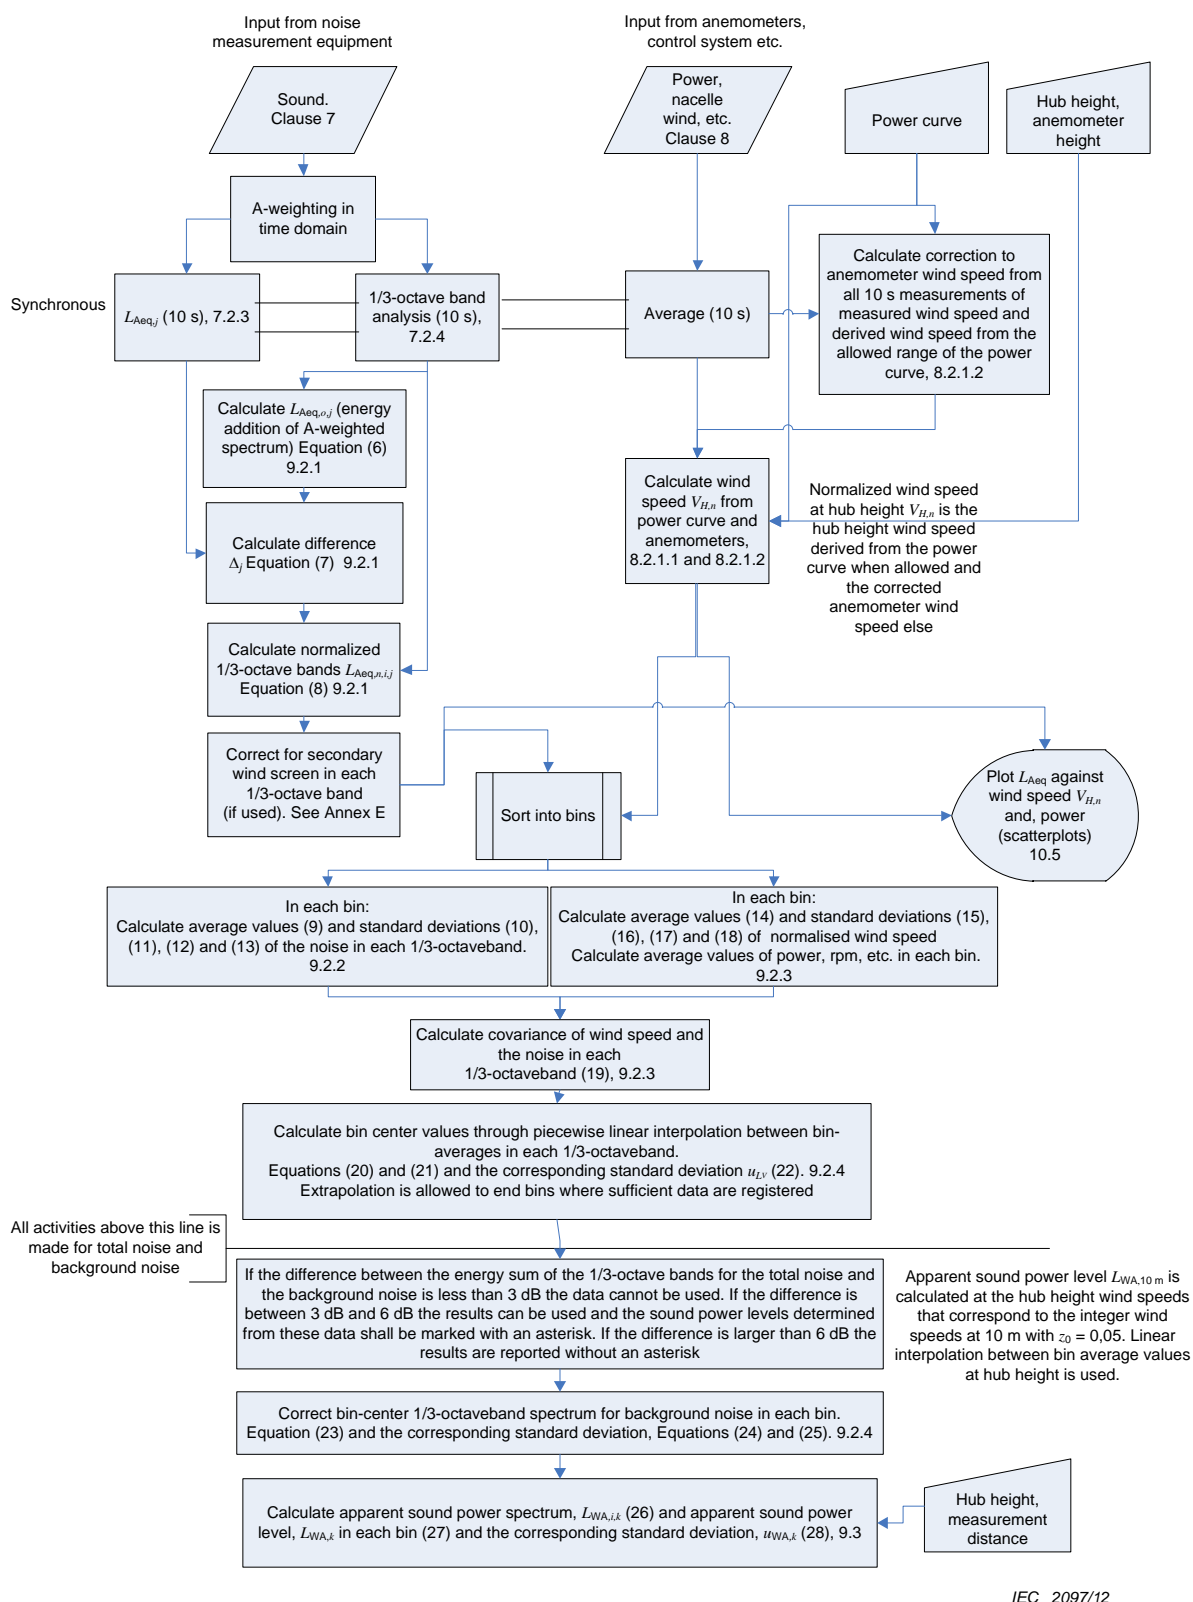 Input from noise
measurement equipment
Input from anemometers,
control system etc.
Sound.
Clause 7
Power,
nacelle
wind, etc.
Clause 8
Power curve
Hub height,
anemometer
height
A-weighting in
time domain
Synchronous
LAeq,j (10 s), 7.2.3
1/3-octave band
analysis (10 s),
7.2.4
Average (10 s)
Calculate correction to
anemometer wind speed from
all 10 s measurements of
measured wind speed and
derived wind speed from the
allowed range of the power
curve, 8.2.1.2
Calculate LAeq,o,j (energy
addition of A-weighted
spectrum) Equation (6)
9.2.1
Calculate wind
speed VH,n from
power curve and
anemometers,
8.2.1.1 and 8.2.1.2
Normalized wind speed
at hub height VH,n is the
hub height wind speed
derived from the power
curve when allowed and
the corrected
anemometer wind
speed else
Calculate difference
Δj Equation (7) 9.2.1
Calculate normalized
1/3-octave bands LAeq,n,i,j
Equation (8) 9.2.1
Correct for secondary
wind screen in each
1/3-octave band
(if used). See Annex E
Sort into bins
Plot LAeq against
wind speed VH,n
and, power
(scatterplots)
10.5
In each bin:
Calculate average values (9) and standard deviations (10),
(11), (12) and (13) of the noise in each 1/3-octaveband.
9.2.2
In each bin:
Calculate average values (14) and standard deviations (15),
(16), (17) and (18) of normalised wind speed
Calculate average values of power, rpm, etc. in each bin.
9.2.3
Calculate covariance of wind speed and
the noise in each
1/3-octaveband (19), 9.2.3
Calculate bin center values through piecewise linear interpolation between bin-
averages in each 1/3-octaveband.
Equations (20) and (21) and the corresponding standard deviation uLV (22). 9.2.4
Extrapolation is allowed to end bins where sufficient data are registered
All activities above this line is
made for total noise and
background noise
If the difference between the energy sum of the 1/3-octave bands for the total noise and
the background noise is less than 3 dB the data cannot be used. If the difference is
between 3 dB and 6 dB the results can be used and the sound power levels determined
from these data shall be marked with an asterisk. If the difference is larger than 6 dB the
results are reported without an asterisk
Apparent sound power level LWA,10 m is
calculated at the hub height wind speeds
that correspond to the integer wind
speeds at 10 m with z0 = 0,05. Linear
interpolation between bin average values
at hub height is used.
Correct bin-center 1/3-octaveband spectrum for background noise in each bin.
Equation (23) and the corresponding standard deviation, Equations (24) and (25). 9.2.4
Calculate apparent sound power spectrum, LWA,i,k (26) and apparent sound power
level, LWA,k in each bin (27) and the corresponding standard deviation, uWA,k (28), 9.3
Hub height,
measurement
distance
IEC 2097/12